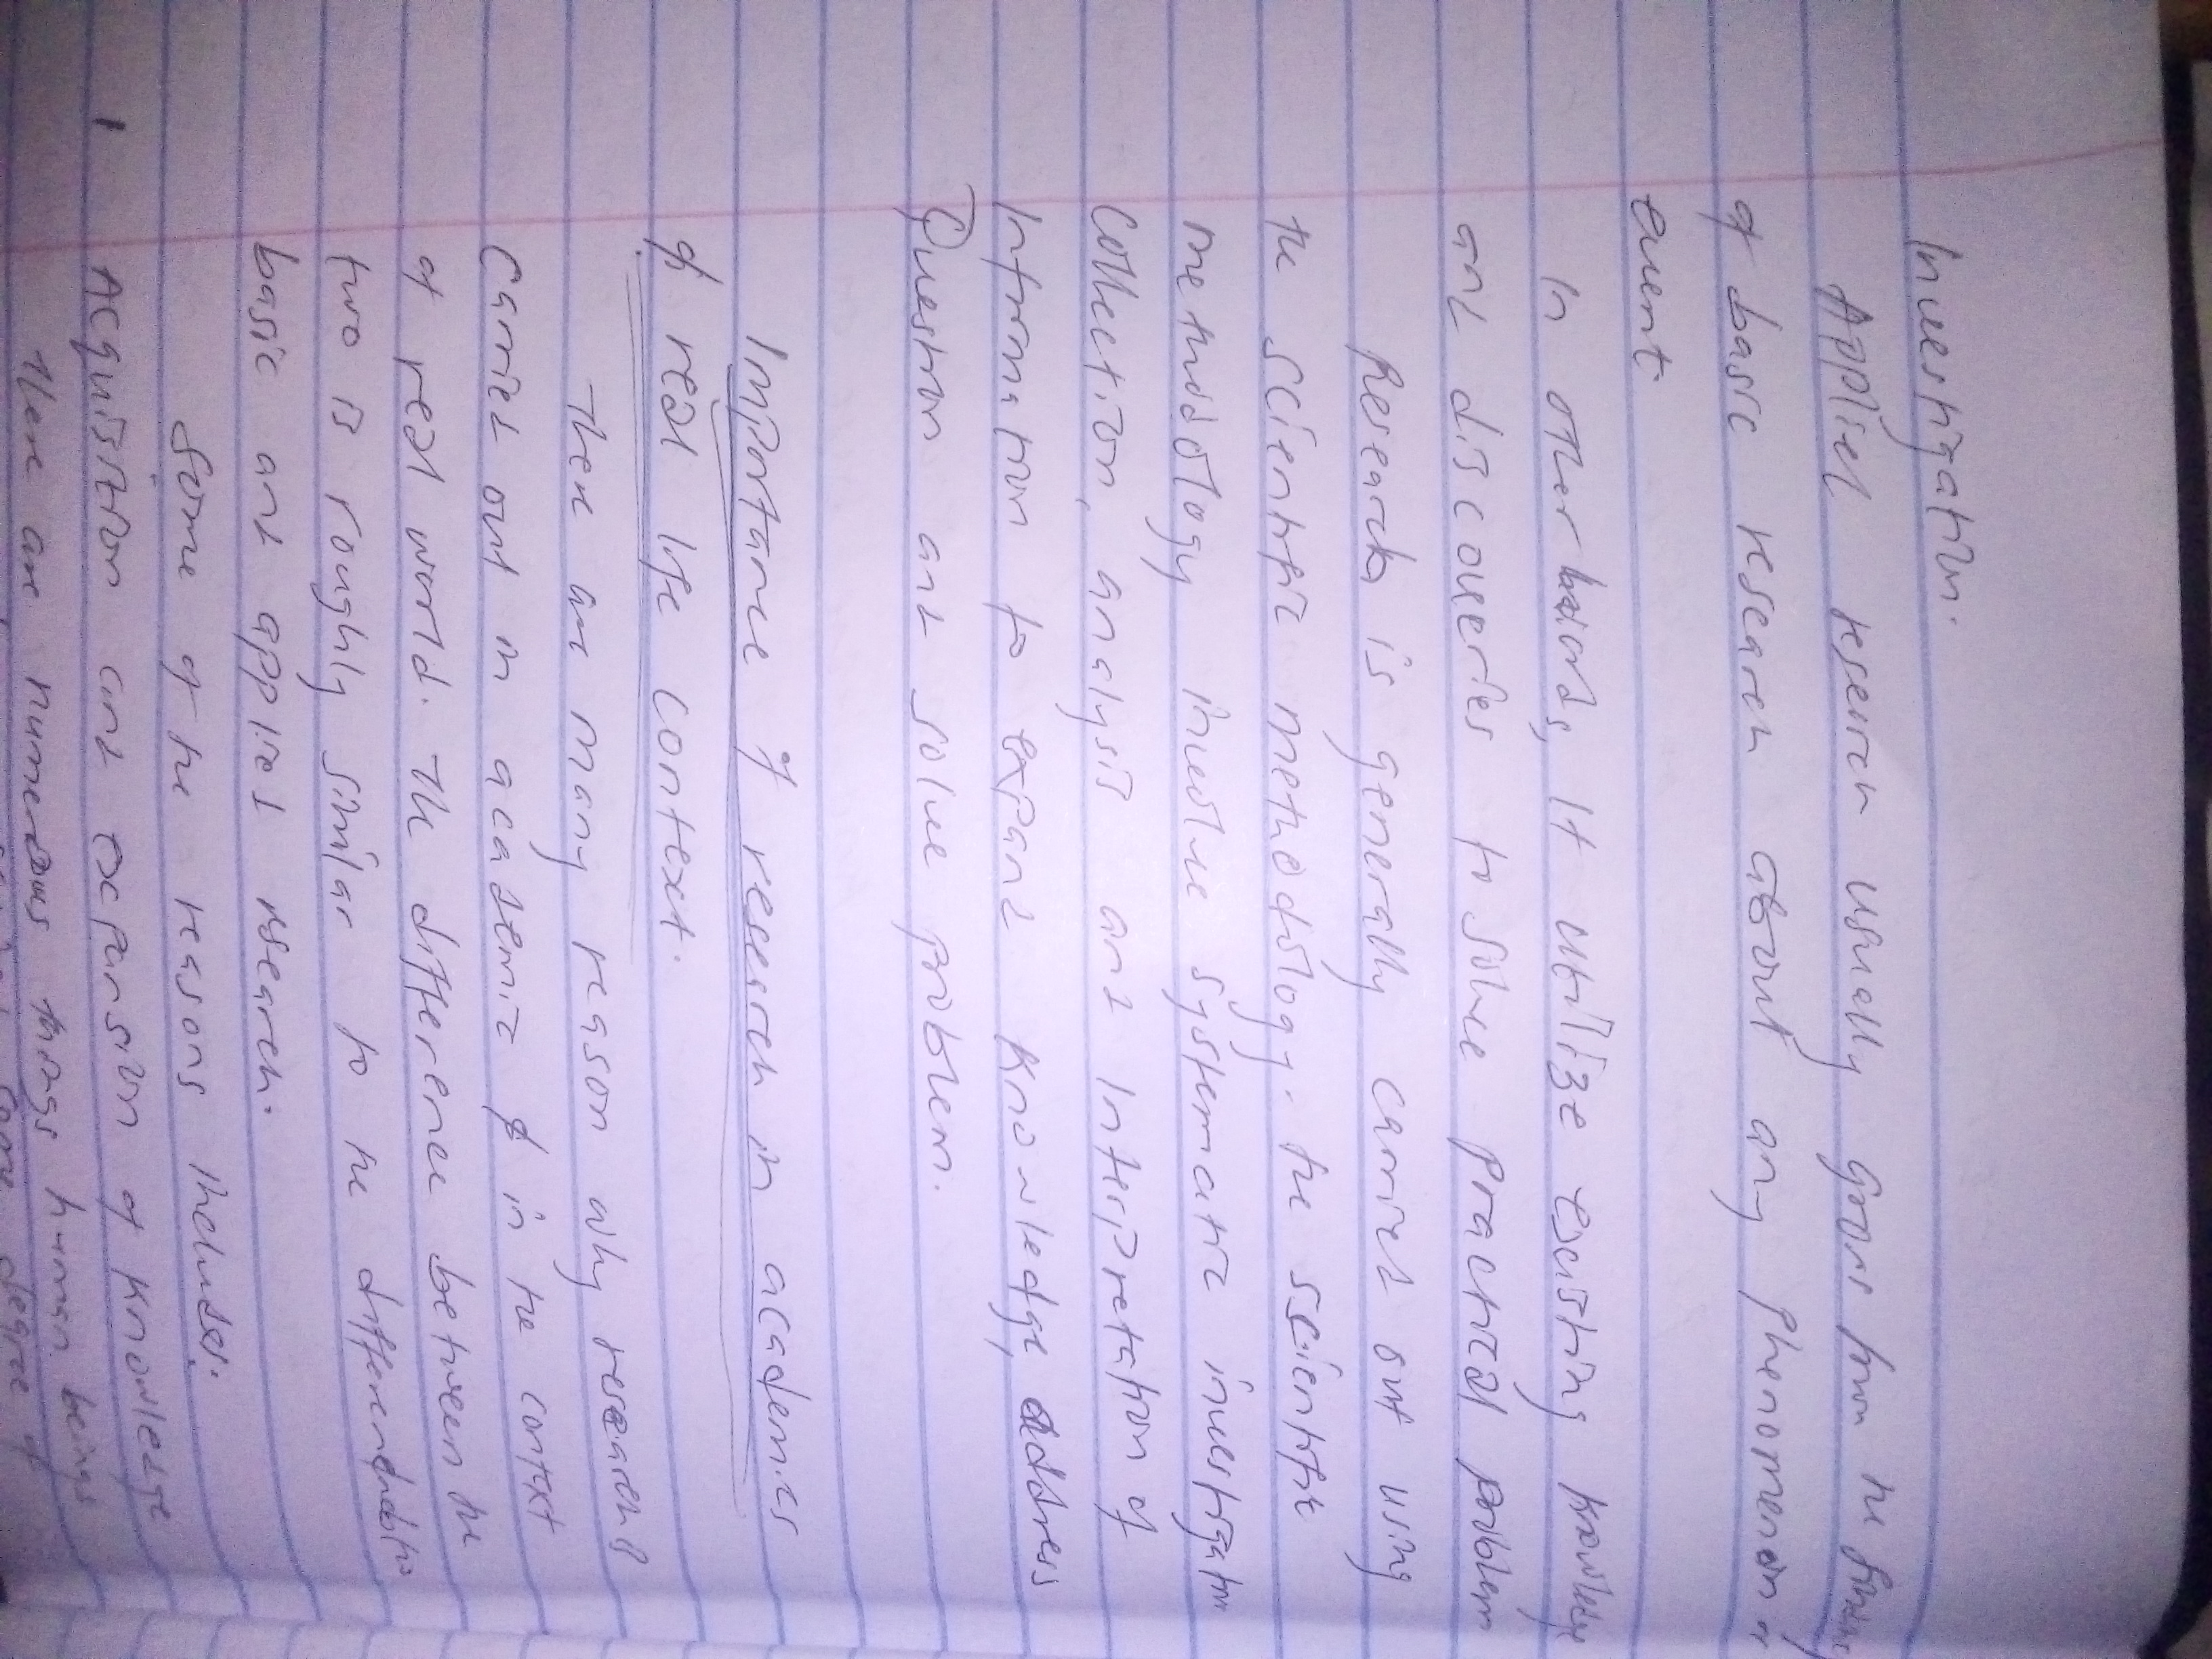 Investigation.
Applied research usually grows from the
of basic research about any phenomenon or
event.
In other words, It utilize existing knowledge
and discoveries to solve practical problem
Research is generally carried out using
the scientific methodology. the scientific
methodology involve systematic investigation
Collection, analysis and Interpretation of
Information to expand knowledge, address
Question and solve problem.
Importance of research in academics
of real life context.
There are many reason why research is
carried out in academic & in the context
of real world. The difference between the
two is roughly similar to the
basic and applied research.
Some of the reasons includes.
1 Acquisition and expansion of knowledge
There are numerous things human beings
some degree of